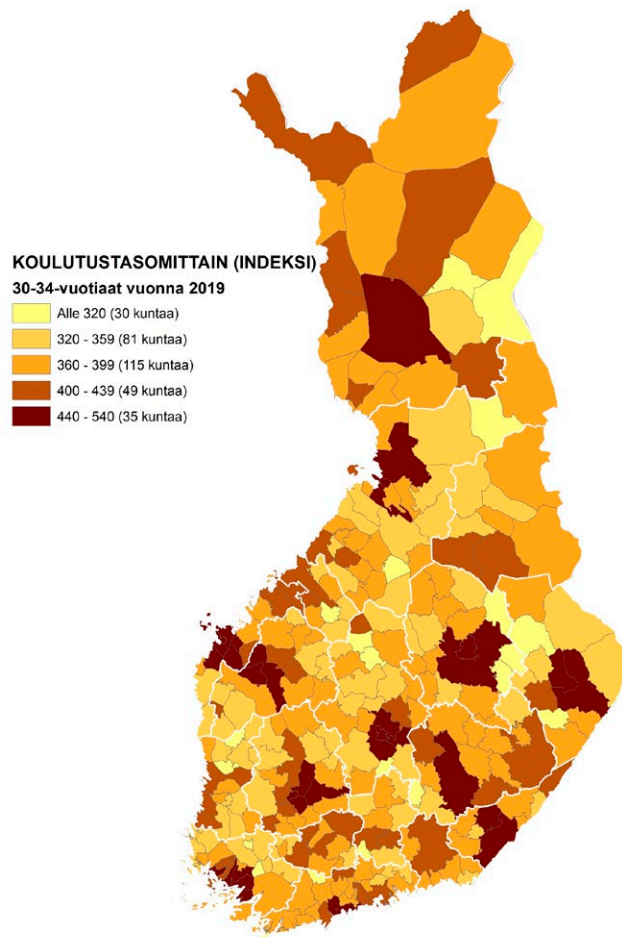 KOULUTUSTASOMITTAIN (INDEKSI)
30-34-vuotiaat vuonna 2019
Alle 320 (30 kuntaa)
320 - 359 (81 kuntaa)
360 - 399 (115 kuntaa)
400 - 439 (49 kuntaa)
440 - 540 (35 kuntaa)